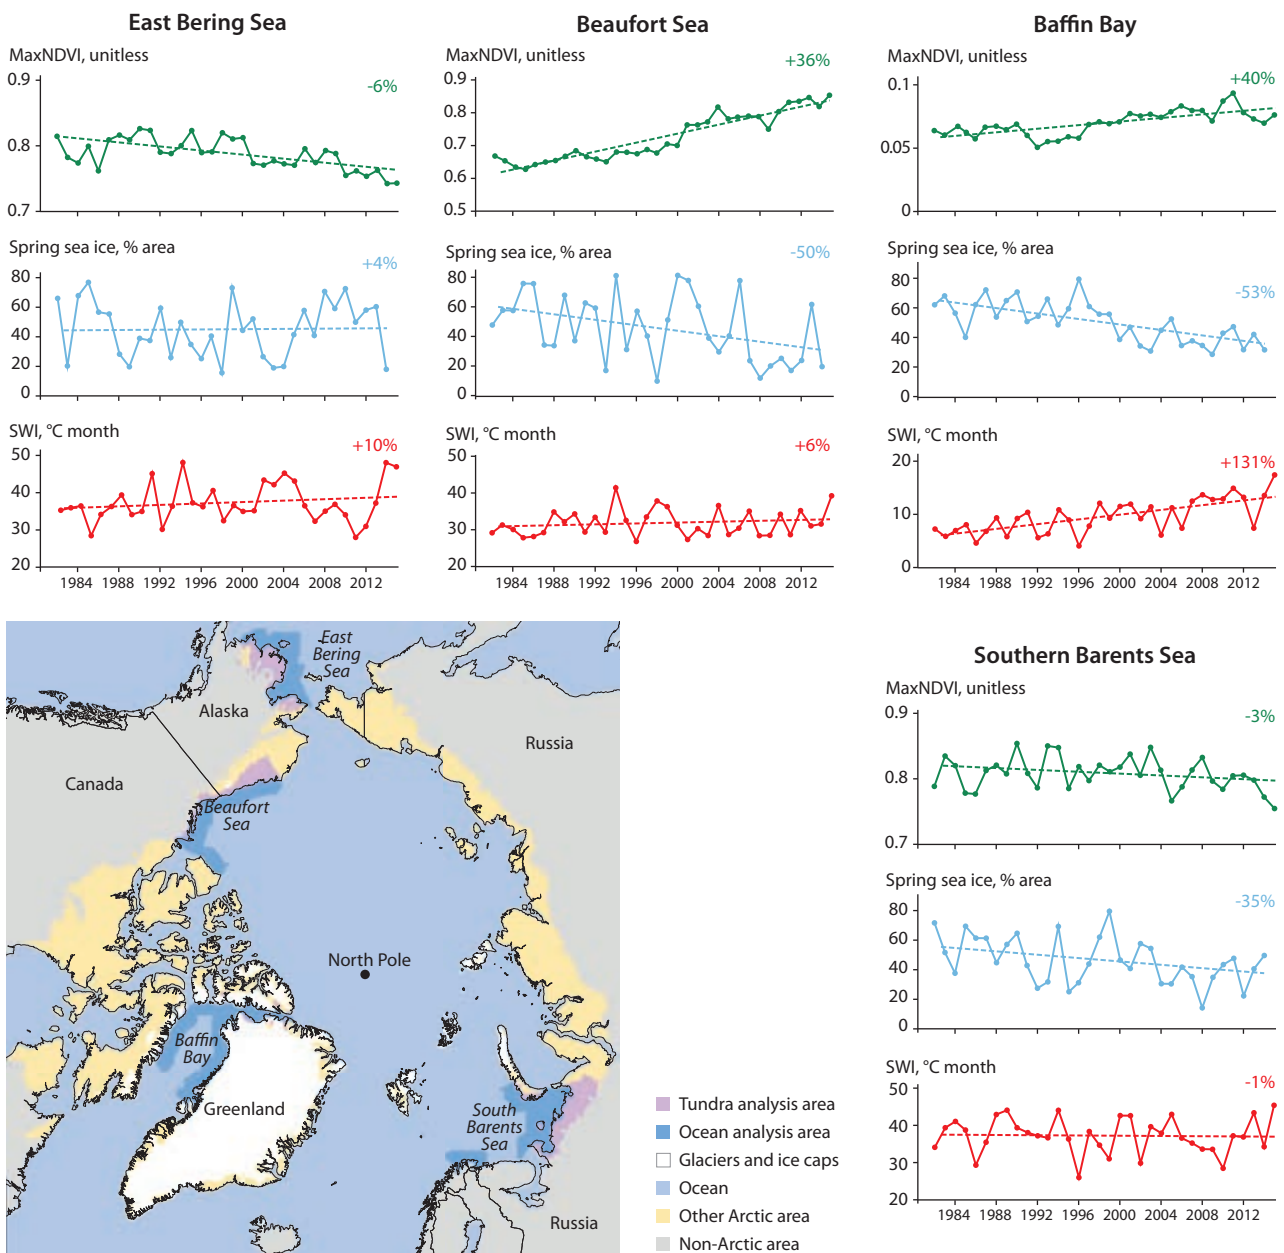 East Bering Sea
MaxNDVI, unitless
-6%
0.9
0.8
0.7
Spring sea ice, % area
+4%
80
60
40
20
0
SWI, °C month
+10%
50
40
30
20
1984 1988 1992 1996 2000 2004 2008 2012
Beaufort Sea
MaxNDVI, unitless
+36%
0.9
0.8
0.7
0.6
0.5
Spring sea ice, % area
-50%
80
60
40
20
0
SWI, °C month
+6%
50
40
30
20
1984 1988 1992 1996 2000 2004 2008 2012
Baffin Bay
MaxNDVI, unitless
+40%
0.1
0.05
0
Spring sea ice, % area
-53%
80
60
40
20
0
SWI, °C month
+131%
20
10
0
1984 1988 1992 1996 2000 2004 2008 2012
East
Bering
Sea
Alaska
Russia
Canada
Beaufort
Sea
North Pole
Baffin
Bay
Greenland
South
Barents
Sea
Russia
Tundra analysis area
Ocean analysis area
Glaciers and ice caps
Ocean
Other Arctic area
Non-Arctic area
Southern Barents Sea
MaxNDVI, unitless
-3%
0.9
0.8
0.7
Spring sea ice, % area
-35%
80
60
40
20
0
SWI, °C month
-1%
50
40
30
20
1984 1988 1992 1996 2000 2004 2008 2012